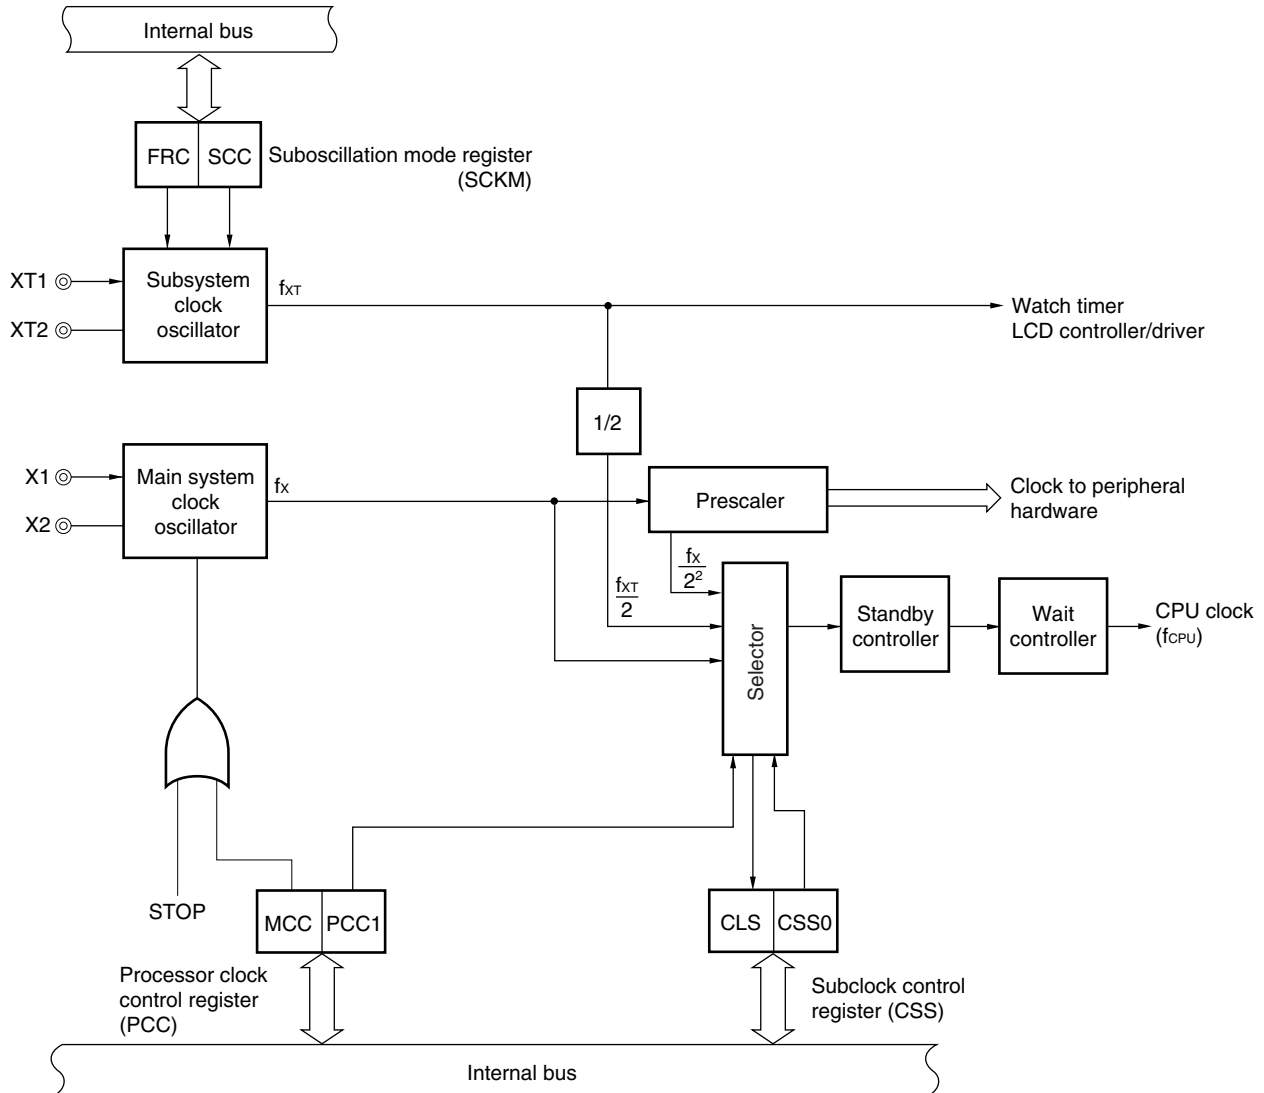 Internal bus
FRC SCC
Suboscillation mode register
(SCKM)
XT1
XT2
Subsystem
clock
oscillator
fXT
Watch timer
LCD controller/driver
1/2
X1
X2
Main system
clock
oscillator
fX
Prescaler
Clock to peripheral
hardware
fX
2²
fXT
2
Selector
Standby
controller
Wait
controller
CPU clock
(fCPU)
STOP
MCC PCC1
Processor clock
control register
(PCC)
CLS CSS0
Subclock control
register (CSS)
Internal bus